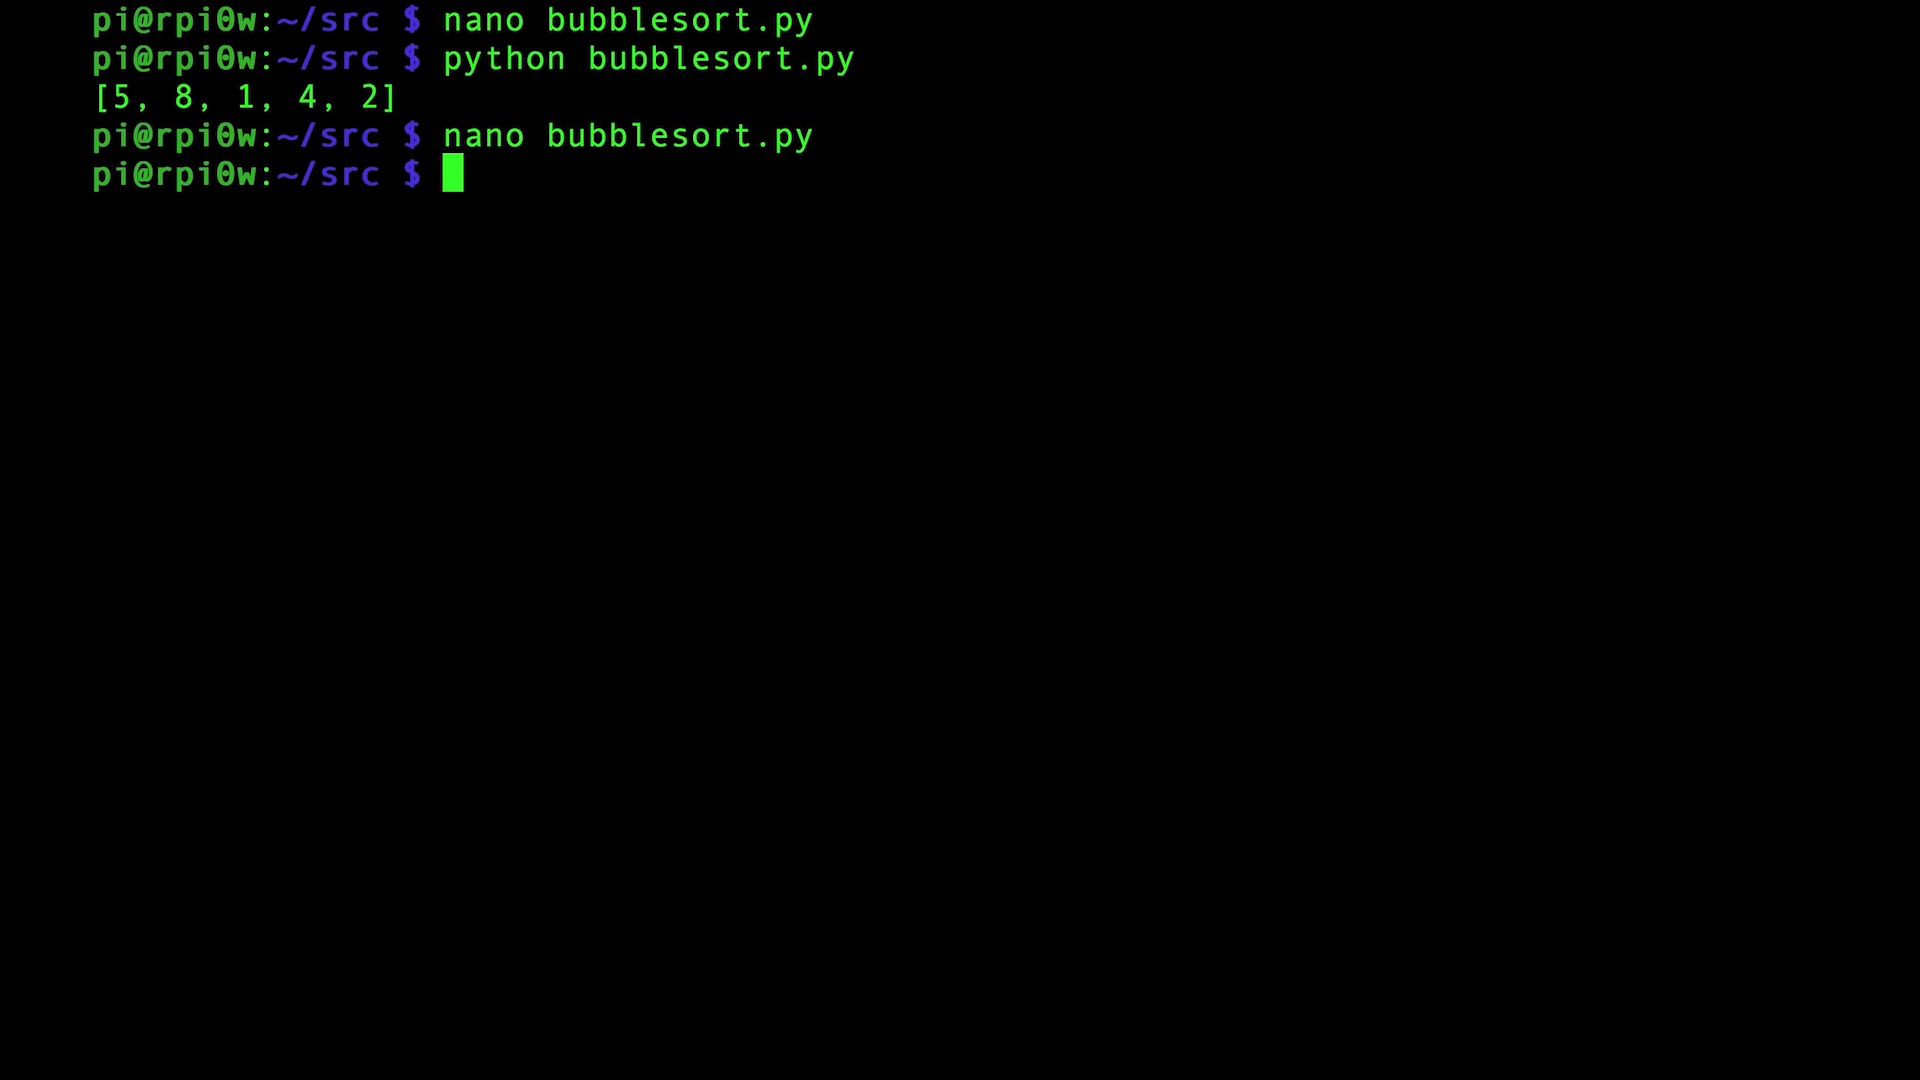 pi@rpi0w:~/src $ nano bubblesort.py
pi@rpi0w:~/src $ python bubblesort.py
[5, 8, 1, 4, 2]
pi@rpi0w:~/src $ nano bubblesort.py
pi@rpi0w:~/src $